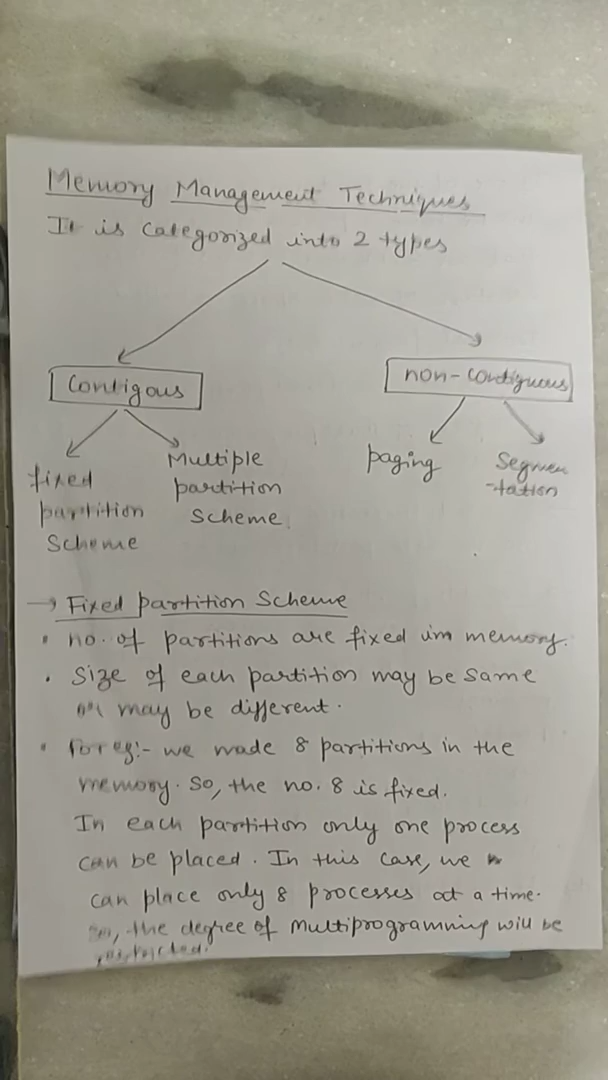 Memory Management Techniques
It is categorized into 2 types
Contigous
non-contiguous
fixed
partition
Scheme
Multiple
partition
Scheme
paging
Segmen
-tation
→ Fixed partition Scheme
• no. of partitions are fixed in memory.
• Size of each partition may be same
or may be different.
• For eg:- we made 8 partitions in the
memory. So, the no. 8 is fixed.
In each partition only one process
can be placed. In this case, we
can place only 8 processes at a time.
So, the degree of multiprogramming will be
restricted.